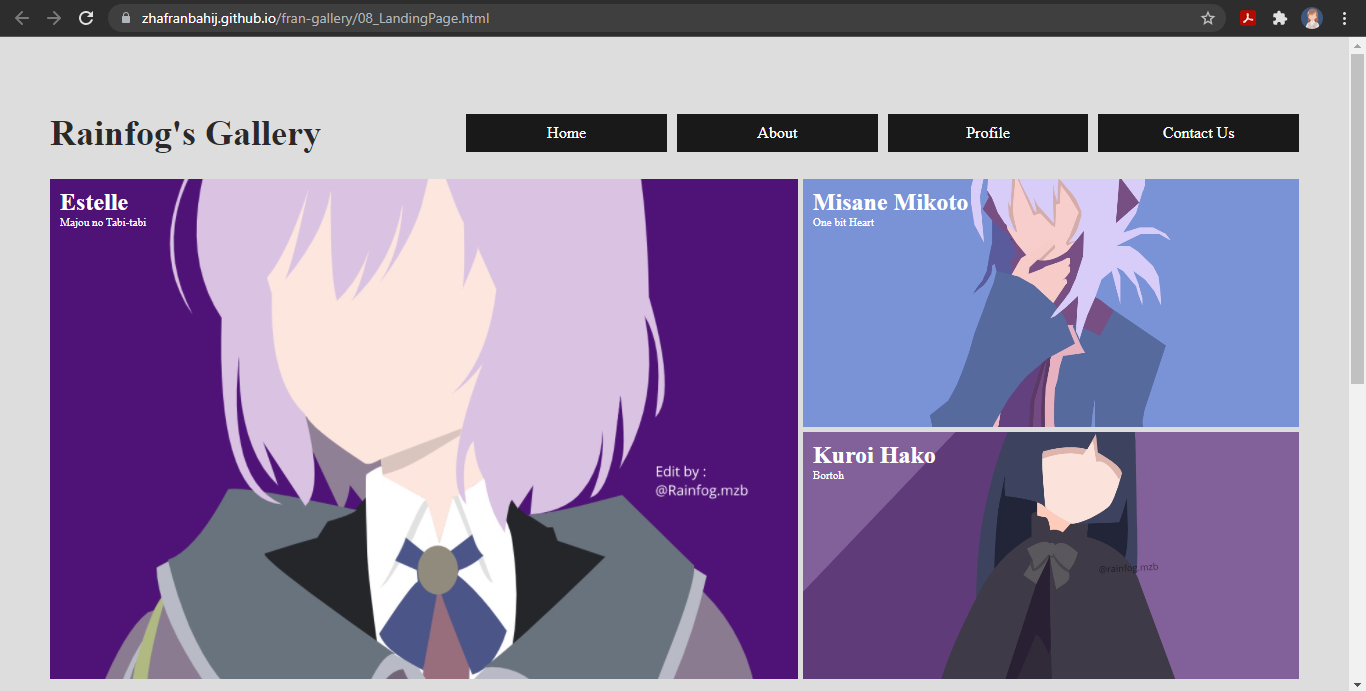 zhafranbahij.github.io/fran-gallery/08_LandingPage.html
Rainfog's Gallery
Home
About
Profile
Contact Us
Estelle
Majou no Tabi-tabi
Edit by :
@Rainfog.mzb
Misane Mikoto
One bit Heart
Kuroi Hako
Bortoh
@rainfog.mzb